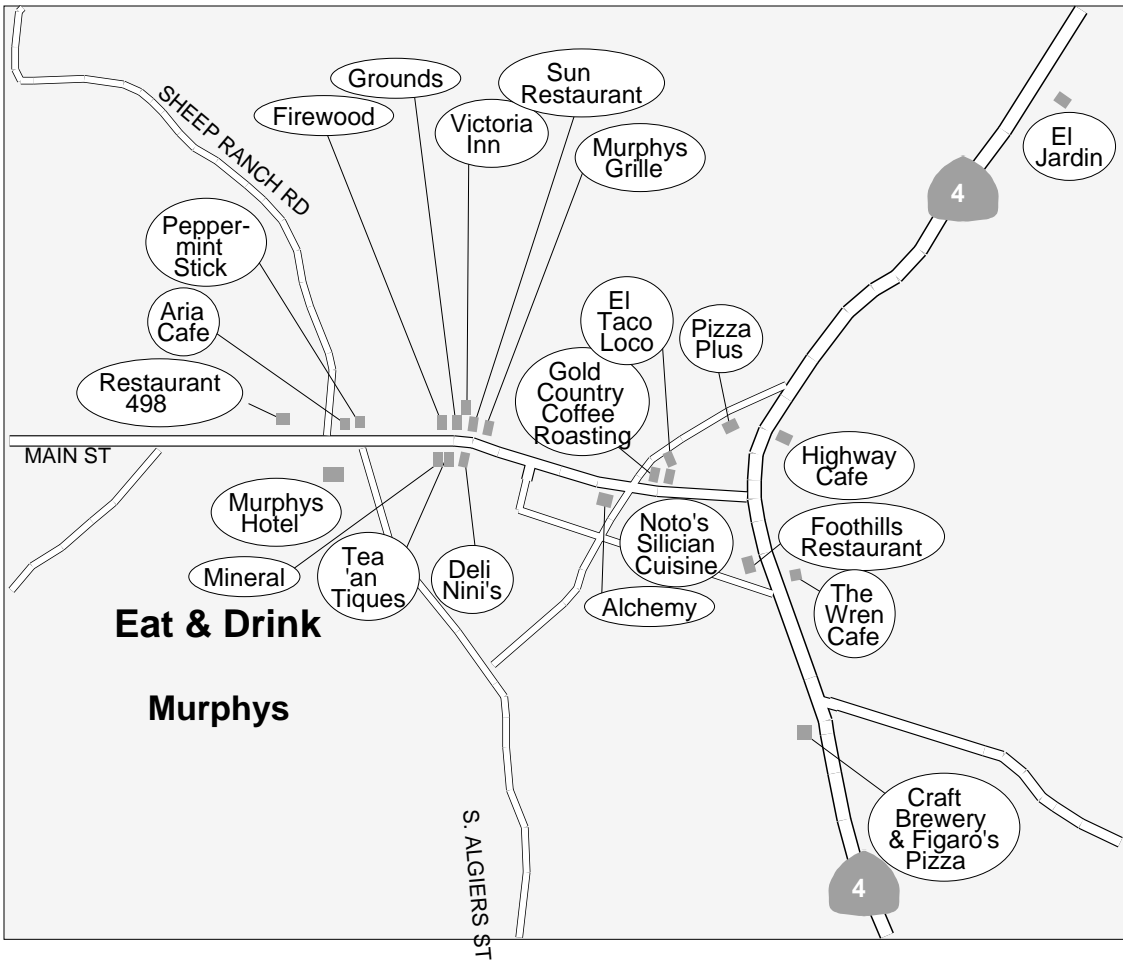 Grounds
Sun
Restaurant
Firewood
Victoria
Inn
Murphys
Grille
El
Jardin
SHEEP RANCH RD
4
Pepper-
mint
Stick
Aria
Cafe
El
Taco
Loco
Pizza
Plus
Restaurant
498
Gold
Country
Coffee
Roasting
MAIN ST
Highway
Cafe
Murphys
Hotel
Noto's
Silician
Cuisine
Foothills
Restaurant
Mineral
Tea
'an
Tiques
Deli
Nini's
Alchemy
The
Wren
Cafe
Eat & Drink
Murphys
Craft
Brewery
& Figaro's
Pizza
S. ALGIERS ST
4